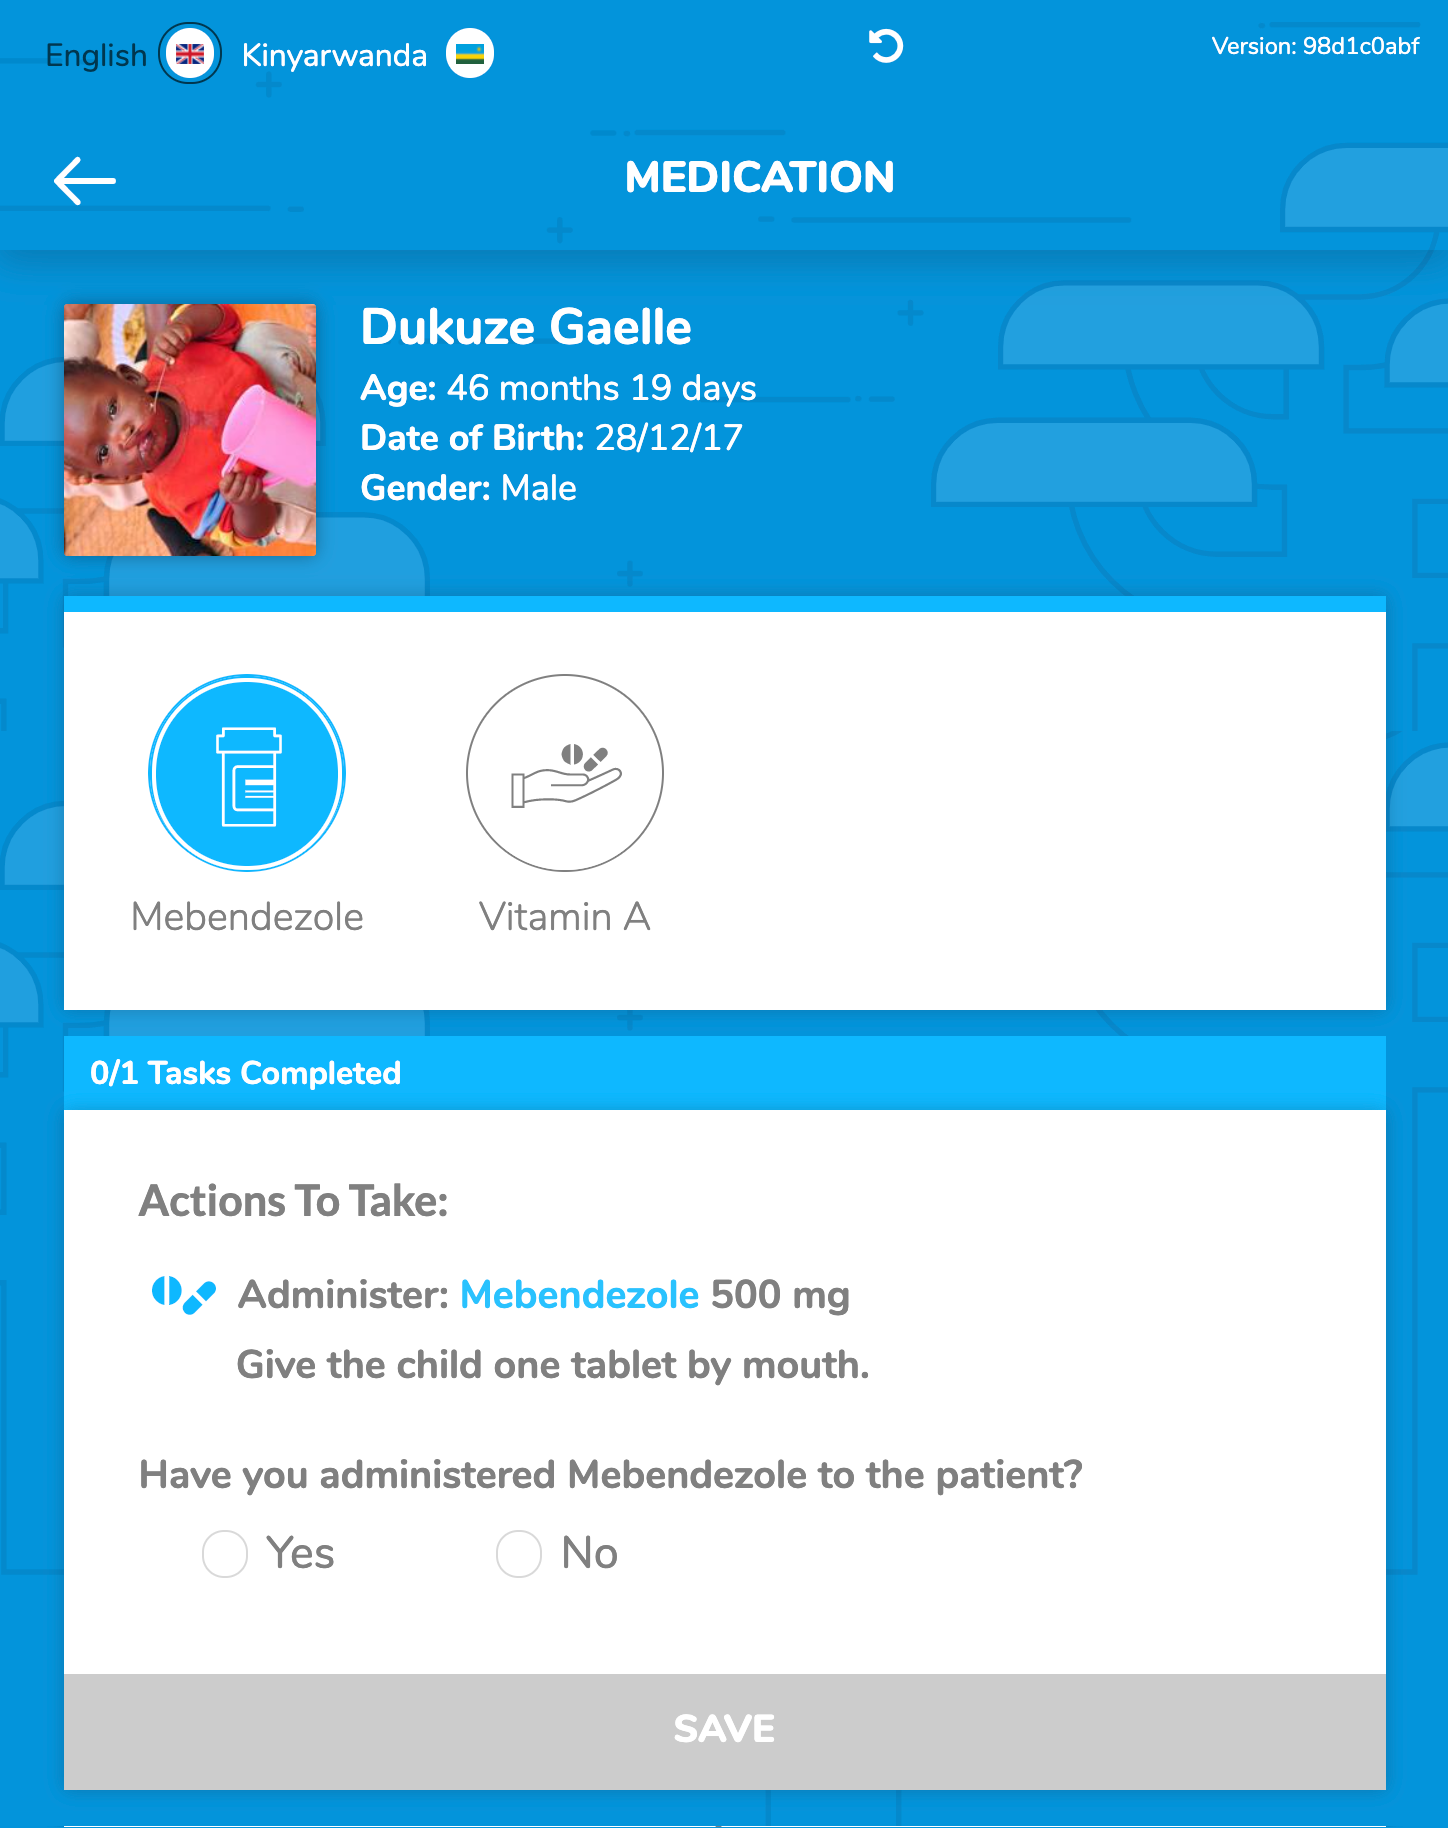 English
Kinyarwanda
Version: 98d1c0abf
MEDICATION
Dukuze Gaelle
Age: 46 months 19 days
Date of Birth: 28/12/17
Gender: Male
Mebendezole
Vitamin A
0/1 Tasks Completed
Actions To Take:
Administer: Mebendezole 500 mg
Give the child one tablet by mouth.
Have you administered Mebendezole to the patient?
Yes
No
SAVE